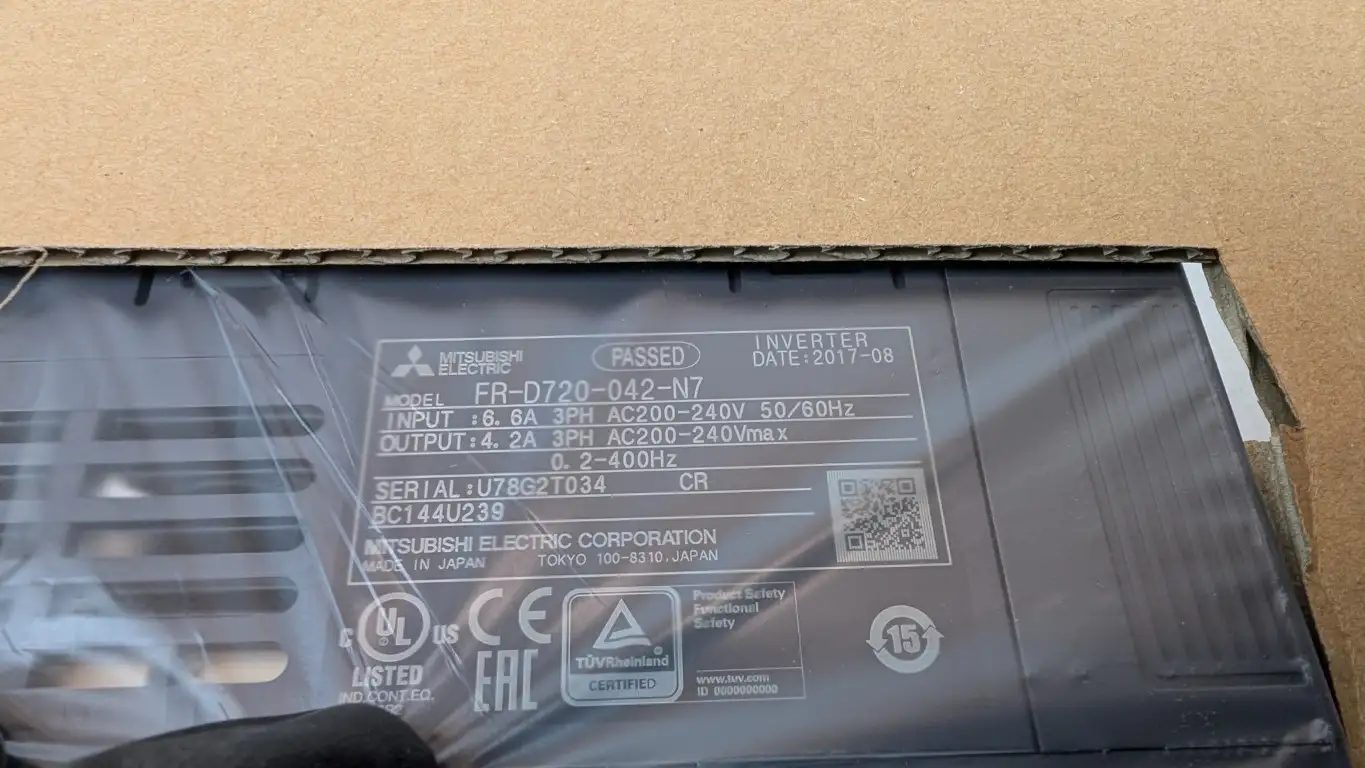 MITSUBISHI ELECTRIC
PASSED
INVERTER
DATE:2017-08
MODEL FR-D720-042-N7
INPUT :6.6A 3PH AC200-240V 50/60Hz
OUTPUT:4.2A 3PH AC200-240Vmax
0.2-400Hz
SERIAL:U78G2T034 CR
BC144U239
MITSUBISHI ELECTRIC CORPORATION
MADE IN JAPAN TOKYO 100-8310,JAPAN
C UL US
LISTED
IND.CONT.EQ.
CE
EAC
TÜVRheinland
CERTIFIED
Product Safety
Functional
Safety
www.tuv.com
ID 0000000000
15